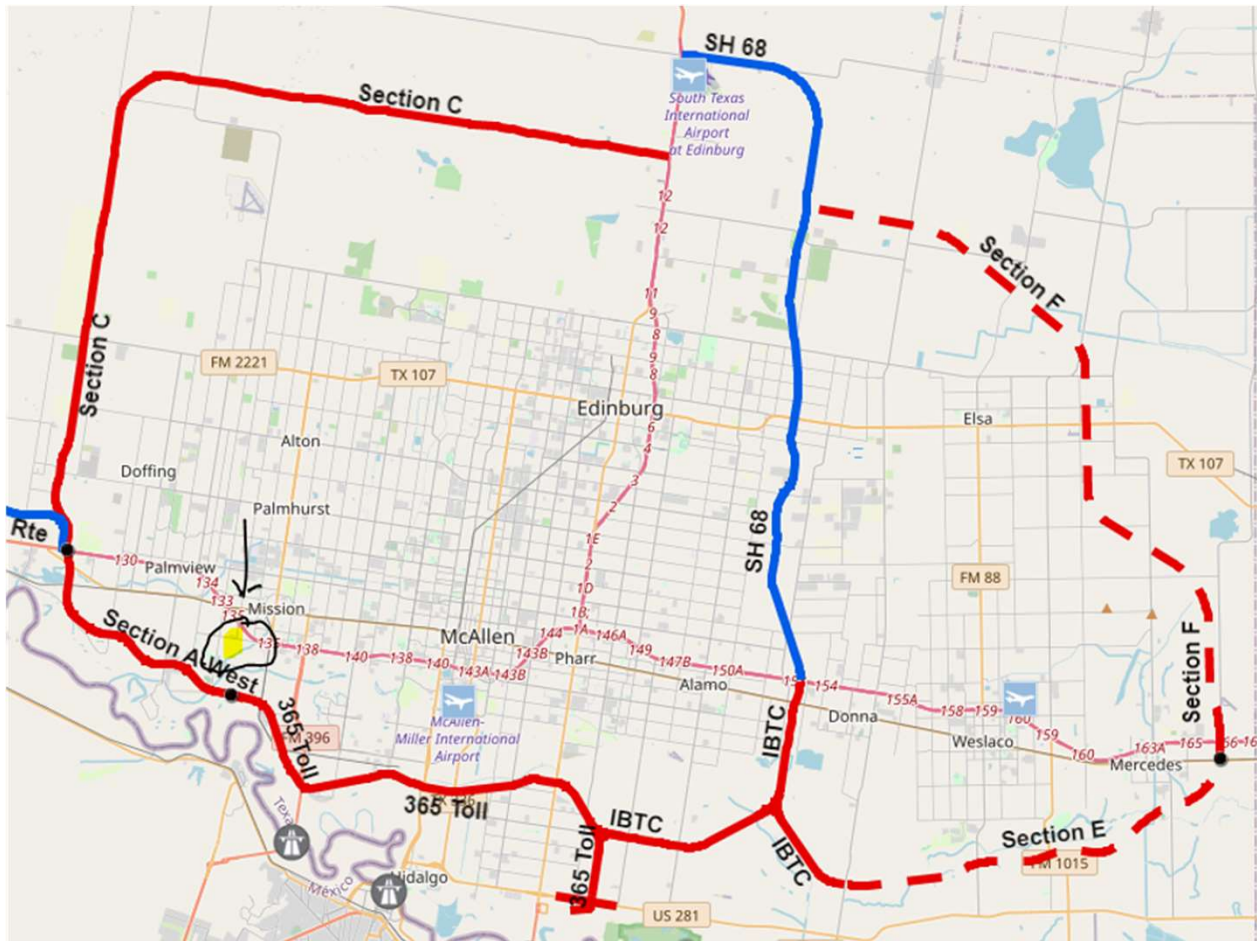 SH 68
South Texas
International
Airport
at Edinburg
Section C
12
12
Section F
11
9
8
9
8
Section C
FM 2221
TX 107
Edinburg
6
4
Elsa
Alton
TX 107
Doffing
3
Palmhurst
2
SH 68
Rte
1E
130
Palmview
2
134
FM 88
1D
133
Mission
1B
135
McAllen
144
1A
146A
138
140
138
140
143A
143B
143B
149
Pharr
147B
150A
Section A-West
Alamo
154
155A
Section F
365 Toll
IBTC
Donna
158
159
160
FM 396
McAllen-
Miller International
Airport
Weslaco
159
160
163A
165
Mercedes
365 Toll
IBTC
Section E
FM 1015
365 Toll
IBTC
México
Hidalgo
US 281